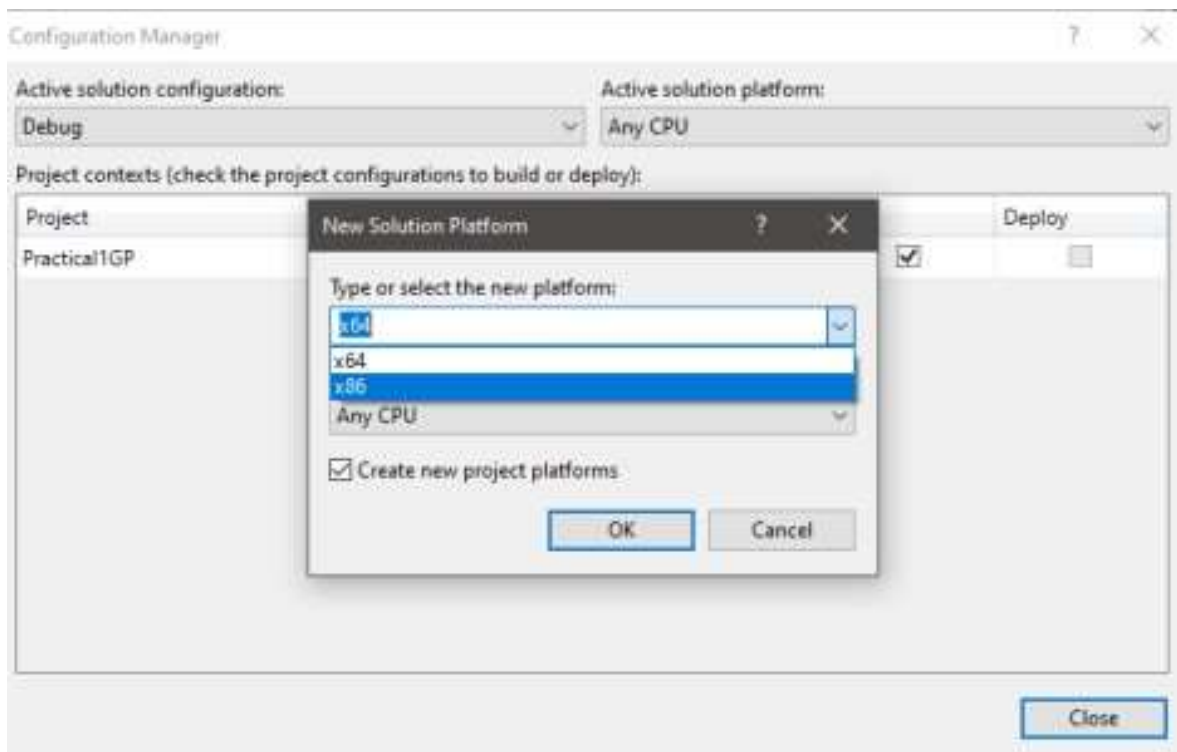 Configuration Manager ?
Active solution configuration: Active solution platform:
Debug Any CPU
Project contexts (check the project configurations to build or deploy):
Project Deploy
Practical1GP
New Solution Platform ?
Type or select the new platform:
x64
x64
x86
Any CPU
Create new project platforms
OK Cancel
Close